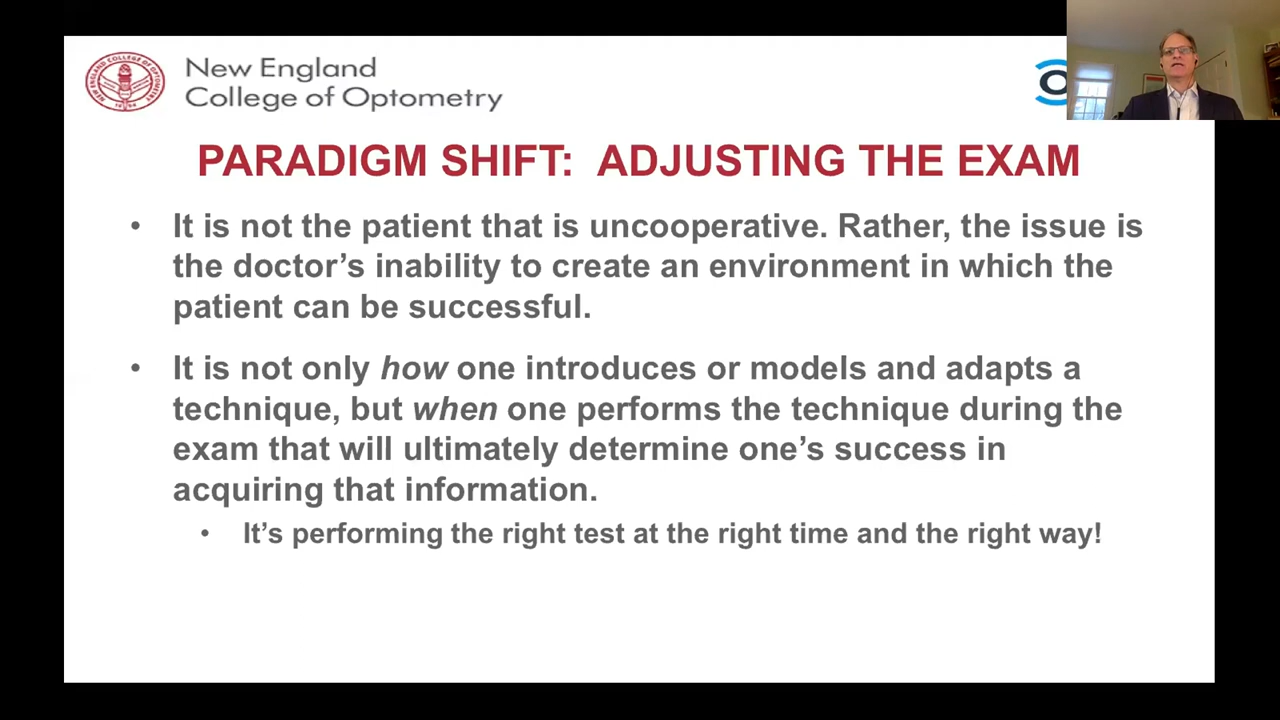 New England
College of Optometry
PARADIGM SHIFT: ADJUSTING THE EXAM
• It is not the patient that is uncooperative. Rather, the issue is
the doctor’s inability to create an environment in which the
patient can be successful.
• It is not only how one introduces or models and adapts a
technique, but when one performs the technique during the
exam that will ultimately determine one’s success in
acquiring that information.
• It’s performing the right test at the right time and the right way!